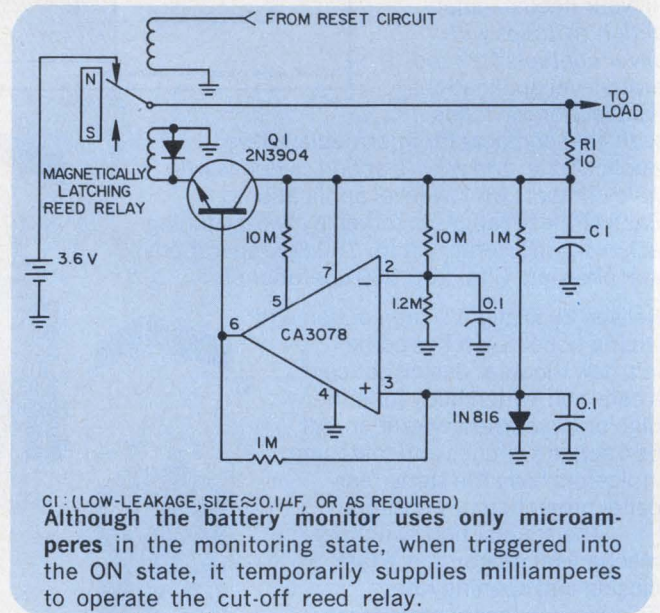 FROM RESET CIRCUIT
N
S
TO
LOAD
R1
10
Q1
2N3904
MAGNETICALLY
LATCHING
REED RELAY
C1
10M
10M
1M
3.6 V
7
2
5
1.2M
0.1
6
CA3078
−
+
3
4
1N816
0.1
1M
C1: (LOW-LEAKAGE, SIZE≈0.1μF, OR AS REQUIRED)
Although the battery monitor uses only microam-
peres in the monitoring state, when triggered into
the ON state, it temporarily supplies milliamperes
to operate the cut-off reed relay.